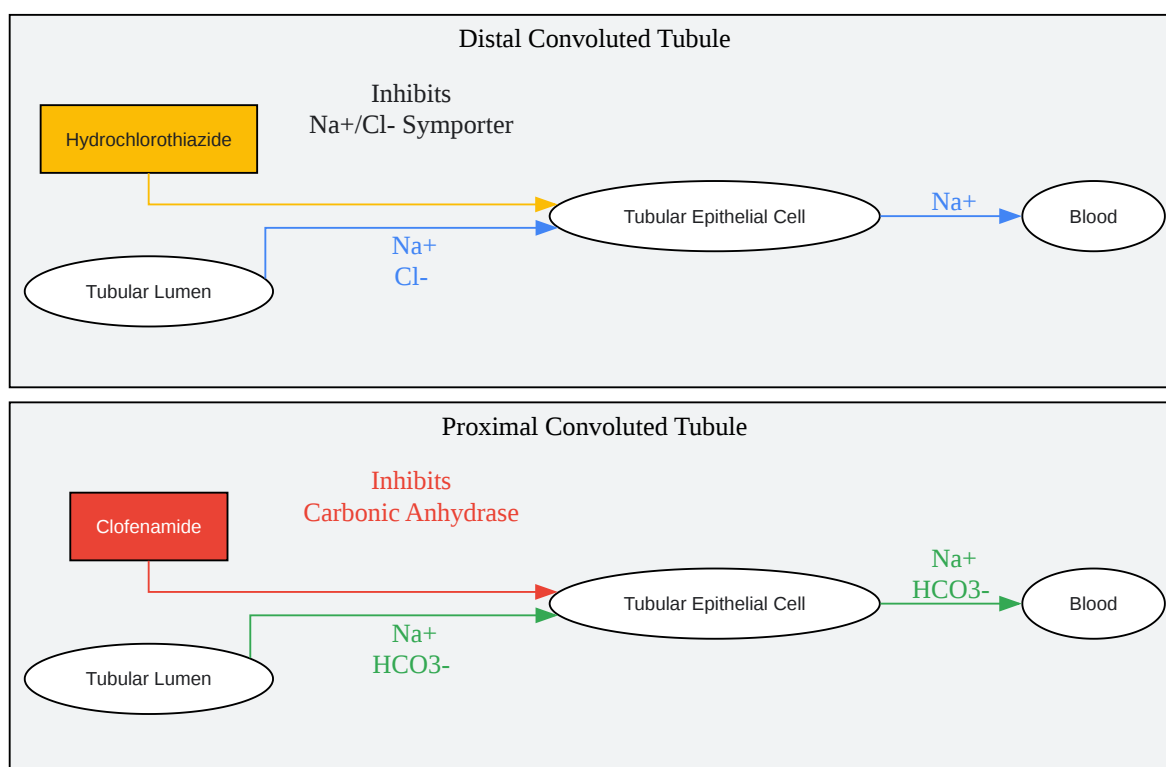 Distal Convoluted Tubule
Inhibits
Na+/Cl- Symporter
Hydrochlorothiazide
Tubular Epithelial Cell
Na+
Blood
Na+
Cl-
Tubular Lumen
Proximal Convoluted Tubule
Inhibits
Carbonic Anhydrase
Clofenamide
Tubular Epithelial Cell
Na+
HCO3-
Blood
Na+
HCO3-
Tubular Lumen